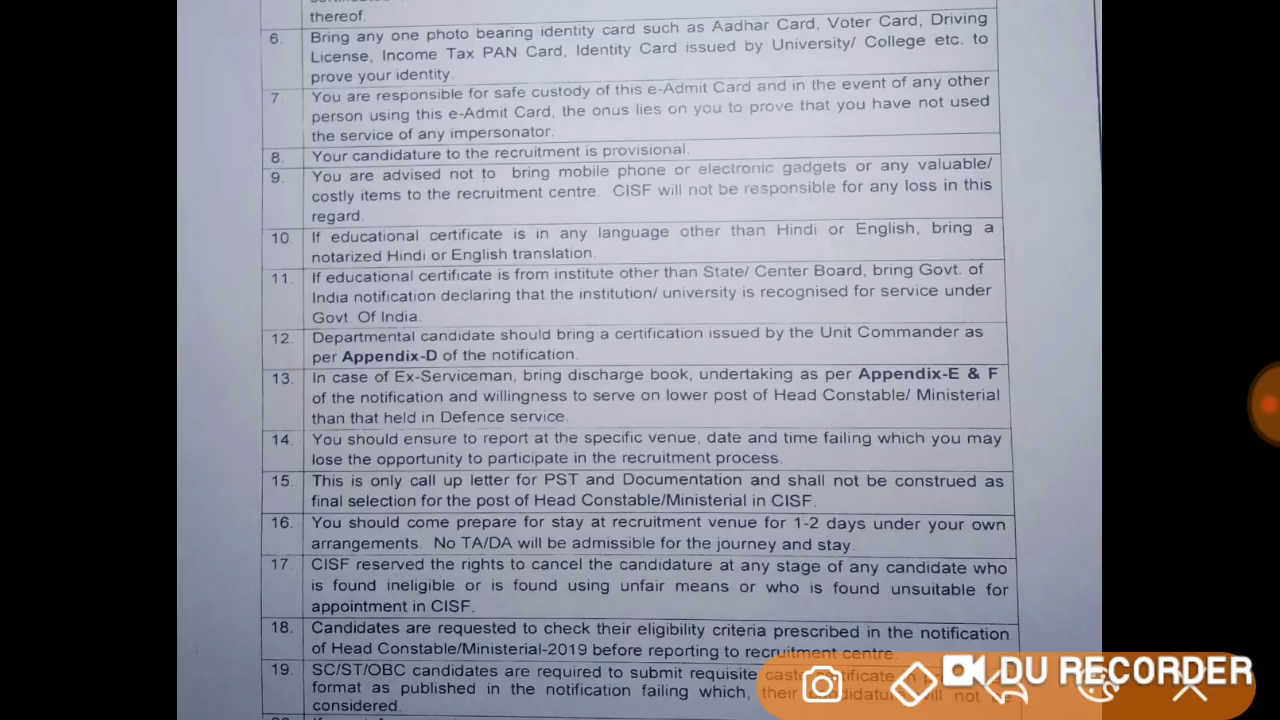 thereof.
6. Bring any one photo bearing identity card such as Aadhar Card, Voter Card, Driving
License, Income Tax PAN Card, Identity Card issued by University/ College etc. to
prove your identity.
7. You are responsible for safe custody of this e-Admit Card and in the event of any other
person using this e-Admit Card, the onus lies on you to prove that you have not used
the service of any impersonator.
8. Your candidature to the recruitment is provisional.
9. You are advised not to bring mobile phone or electronic gadgets or any valuable/
costly items to the recruitment centre. CISF will not be responsible for any loss in this
regard.
10. If educational certificate is in any language other than Hindi or English, bring a
notarized Hindi or English translation.
11. If educational certificate is from institute other than State/ Center Board, bring Govt. of
India notification declaring that the institution/ university is recognised for service under
Govt. Of India.
12. Departmental candidate should bring a certification issued by the Unit Commander as
per Appendix-D of the notification.
13. In case of Ex-Serviceman, bring discharge book, undertaking as per Appendix-E & F
of the notification and willingness to serve on lower post of Head Constable/ Ministerial
than that held in Defence service.
14. You should ensure to report at the specific venue, date and time failing which you may
lose the opportunity to participate in the recruitment process.
15. This is only call up letter for PST and Documentation and shall not be construed as
final selection for the post of Head Constable/Ministerial in CISF.
16. You should come prepare for stay at recruitment venue for 1-2 days under your own
arrangements. No TA/DA will be admissible for the journey and stay.
17. CISF reserved the rights to cancel the candidature at any stage of any candidate who
is found ineligible or is found using unfair means or who is found unsuitable for
appointment in CISF.
18. Candidates are requested to check their eligibility criteria prescribed in the notification
of Head Constable/Ministerial-2019 before reporting to recruitment centre.
19 SC/ST/OBC candidates are required to submit requisite caste certificate
format as published in the notification failing which, their candidature will not be
considered.
DU RECORDER